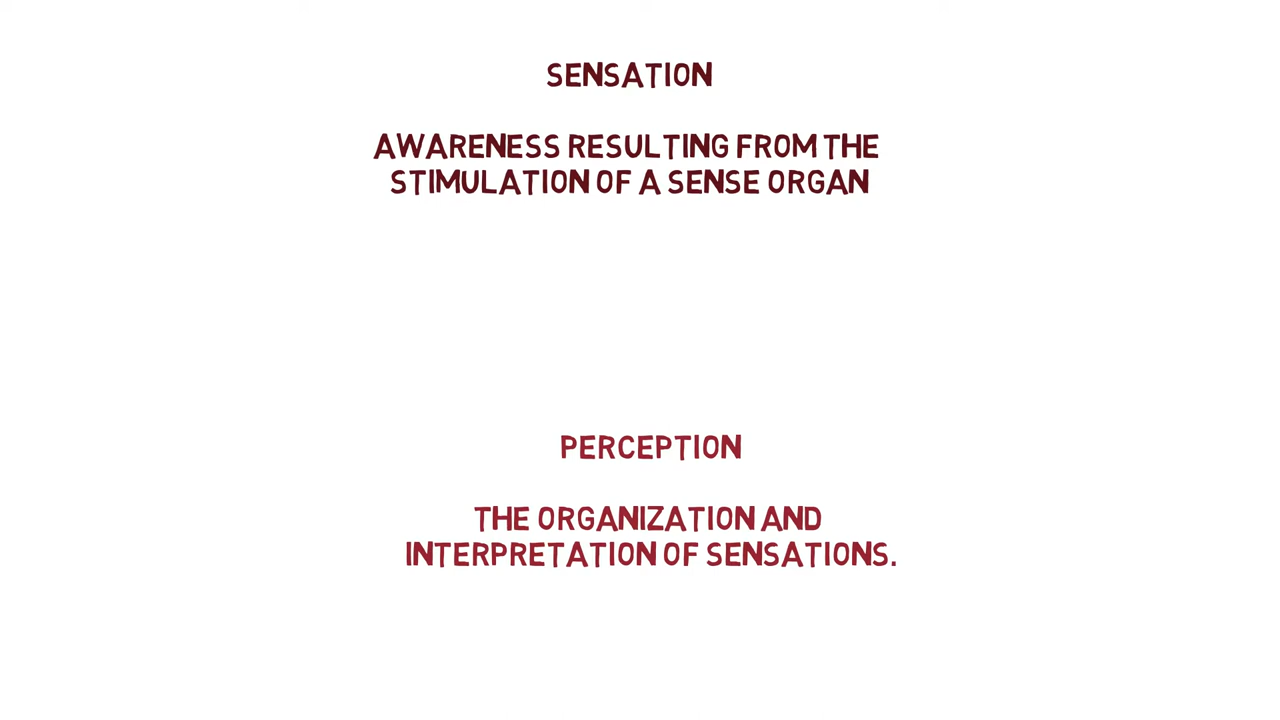 SENSATION
AWARENESS RESULTING FROM THE
STIMULATION OF A SENSE ORGAN
PERCEPTION
THE ORGANIZATION AND
INTERPRETATION OF SENSATIONS.